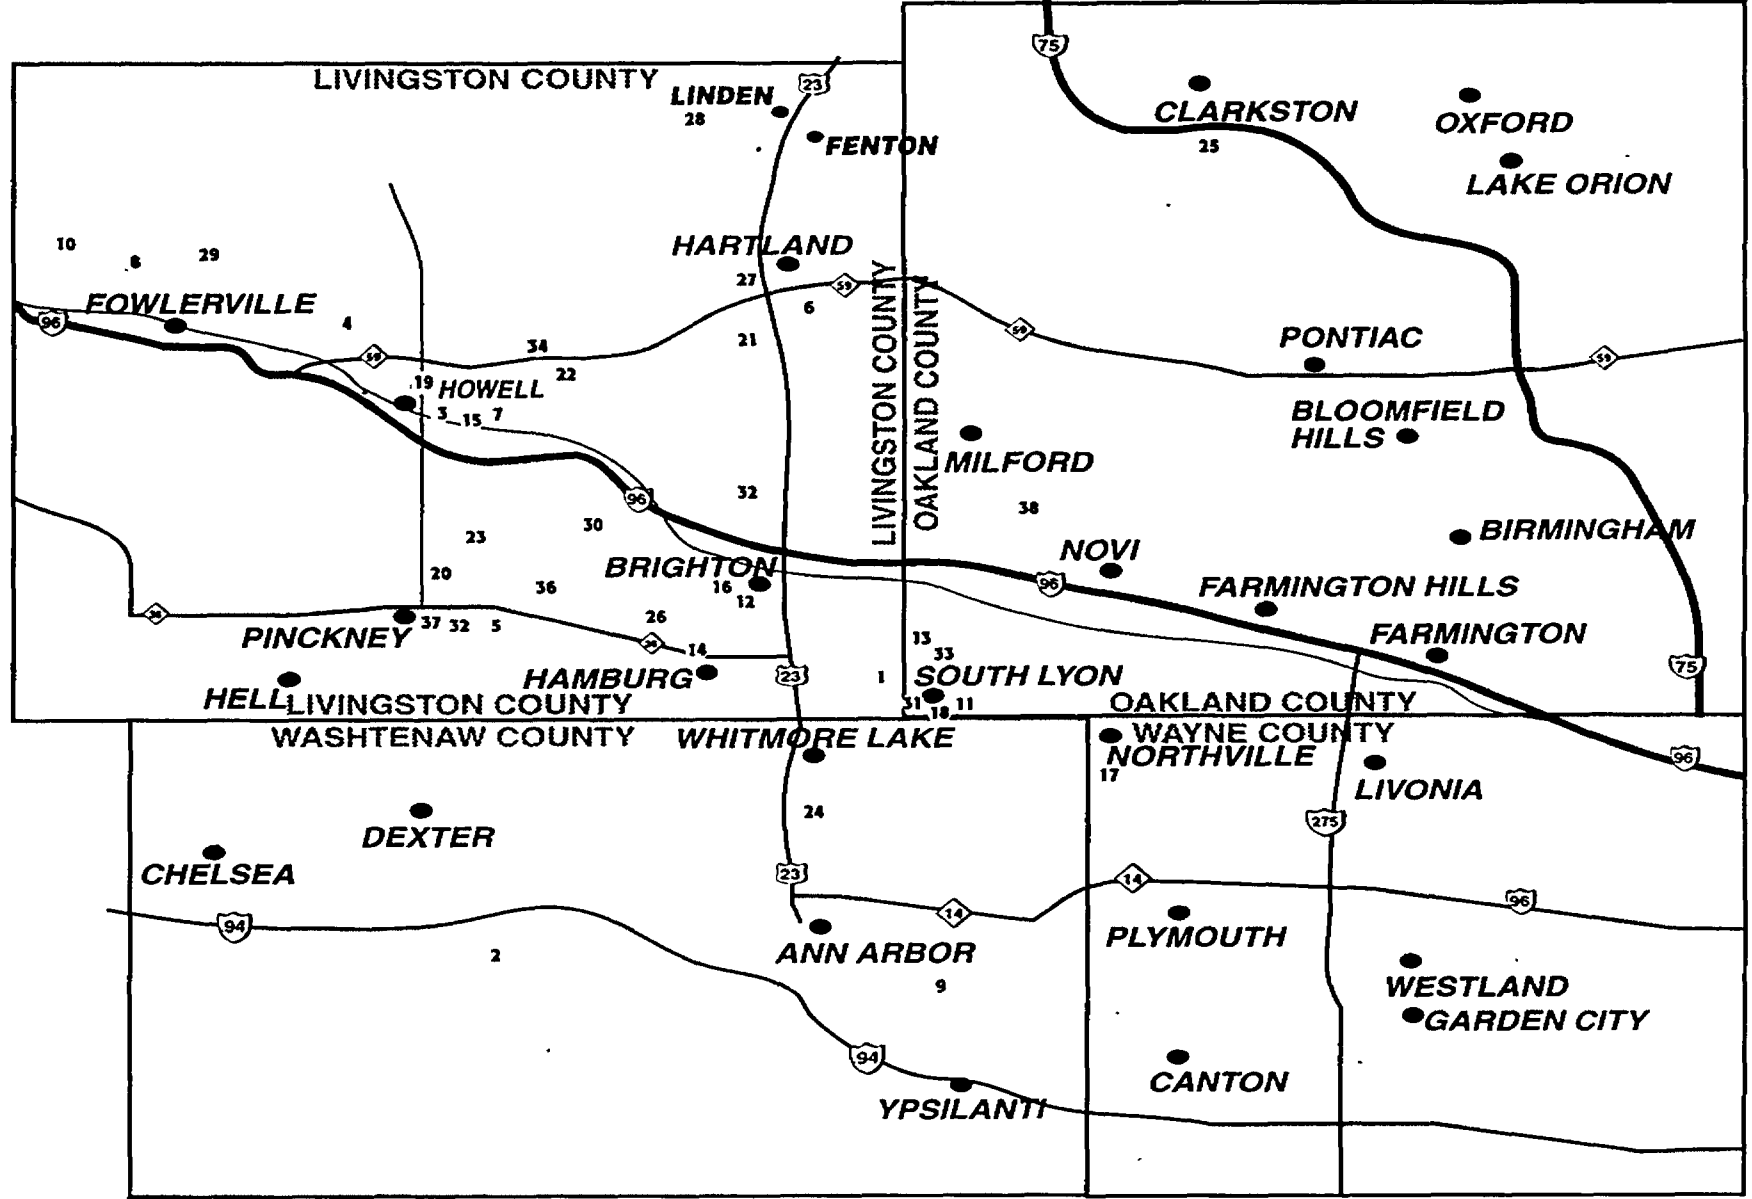 75
LIVINGSTON COUNTY
23
LINDEN
28
CLARKSTON
OXFORD
FENTON
25
LAKE ORION
10
8
29
HARTLAND
27
59
6
FOWLERVILLE
96
4
59
34
21
22
LIVINGSTON COUNTY
OAKLAND COUNTY
59
PONTIAC
59
19 HOWELL
3 15 7
BLOOMFIELD
HILLS
MILFORD
96
32
38
30
23
BIRMINGHAM
NOVI
BRIGHTON
20
36
16
12
96
FARMINGTON HILLS
36
PINCKNEY
37 32 5
26
36
14
13
33
FARMINGTON
75
HELL
HAMBURG
23
1
SOUTH LYON
31 18 11
LIVINGSTON COUNTY
OAKLAND COUNTY
WASHTENAW COUNTY
WHITMORE LAKE
WAYNE COUNTY
NORTHVILLE
17
96
LIVONIA
24
275
DEXTER
CHELSEA
23
14
96
94
14
PLYMOUTH
ANN ARBOR
2
9
WESTLAND
GARDEN CITY
94
CANTON
YPSILANTI